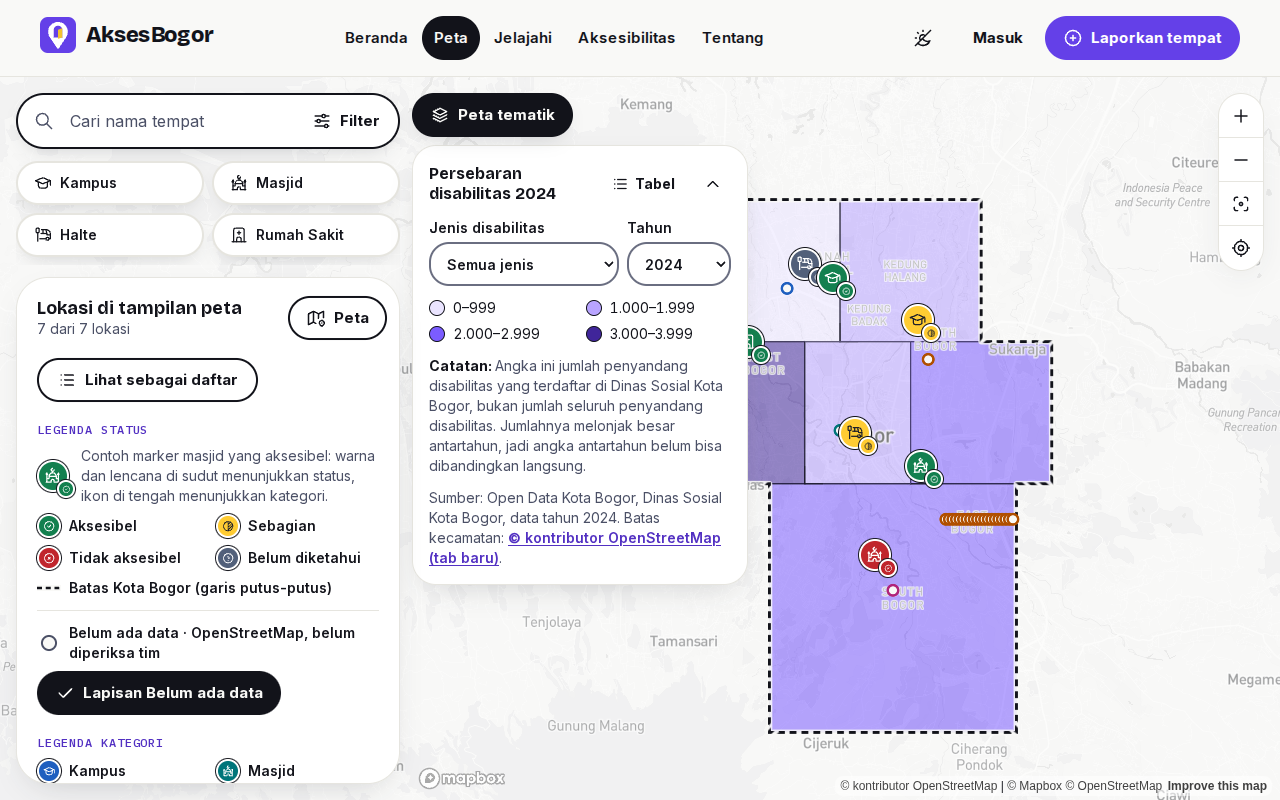 AksesBogor
Beranda
Peta
Jelajahi
Aksesibilitas
Tentang
Masuk
Laporkan tempat
Cari nama tempat
Filter
Kampus
Masjid
Halte
Rumah Sakit
Lokasi di tampilan peta
7 dari 7 lokasi
Peta
Lihat sebagai daftar
LEGENDA STATUS
Contoh marker masjid yang aksesibel: warna
dan lencana di sudut menunjukkan status,
ikon di tengah menunjukkan kategori.
Aksesibel
Sebagian
Tidak aksesibel
Belum diketahui
Batas Kota Bogor (garis putus-putus)
Belum ada data · OpenStreetMap, belum
diperiksa tim
Lapisan Belum ada data
LEGENDA KATEGORI
Kampus
Masjid
Peta tematik
Persebaran
disabilitas 2024
Tabel
Jenis disabilitas
Tahun
Semua jenis
2024
0–999
1.000–1.999
2.000–2.999
3.000–3.999
Catatan: Angka ini jumlah penyandang
disabilitas yang terdaftar di Dinas Sosial Kota
Bogor, bukan jumlah seluruh penyandang
disabilitas. Jumlahnya melonjak besar
antartahun, jadi angka antartahun belum bisa
dibandingkan langsung.
Sumber: Open Data Kota Bogor, Dinas Sosial
Kota Bogor, data tahun 2024. Batas
kecamatan: © kontributor OpenStreetMap
(tab baru).
Kemang
Citeure
Indonesia Peace
and Security Centre
KEDUNG
HALANG
KEDUNG
BADAK
BOGOR
Sukaraja
Babakan
Madang
Gunung Pancar
Recreation
or
BOGOR
BOGOR
Tenjolaya
Tamansari
Gunung Malang
Cijeruk
Ciherang
Pondok
Megame
mapbox
© kontributor OpenStreetMap | © Mapbox © OpenStreetMap Improve this map